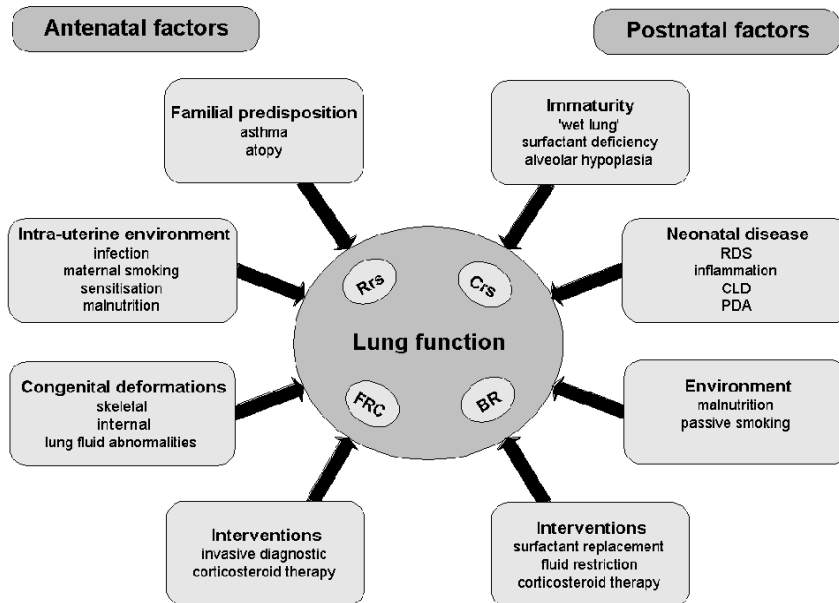 Antenatal factors
Postnatal factors
Familial predisposition
asthma
atopy
Immaturity
'wet lung'
surfactant deficiency
alveolar hypoplasia
Intra-uterine environment
infection
maternal smoking
sensitisation
malnutrition
Neonatal disease
RDS
inflammation
CLD
PDA
Rrs
Crs
Lung function
FRC
BR
Congenital deformations
skelelal
internal
lung fluid abnormalities
Environment
malnutrition
passive smoking
Interventions
invasive diagnostic
corticosteroid therapy
Interventions
surfactant replacement
fluid restriction
corticosteroid therapy